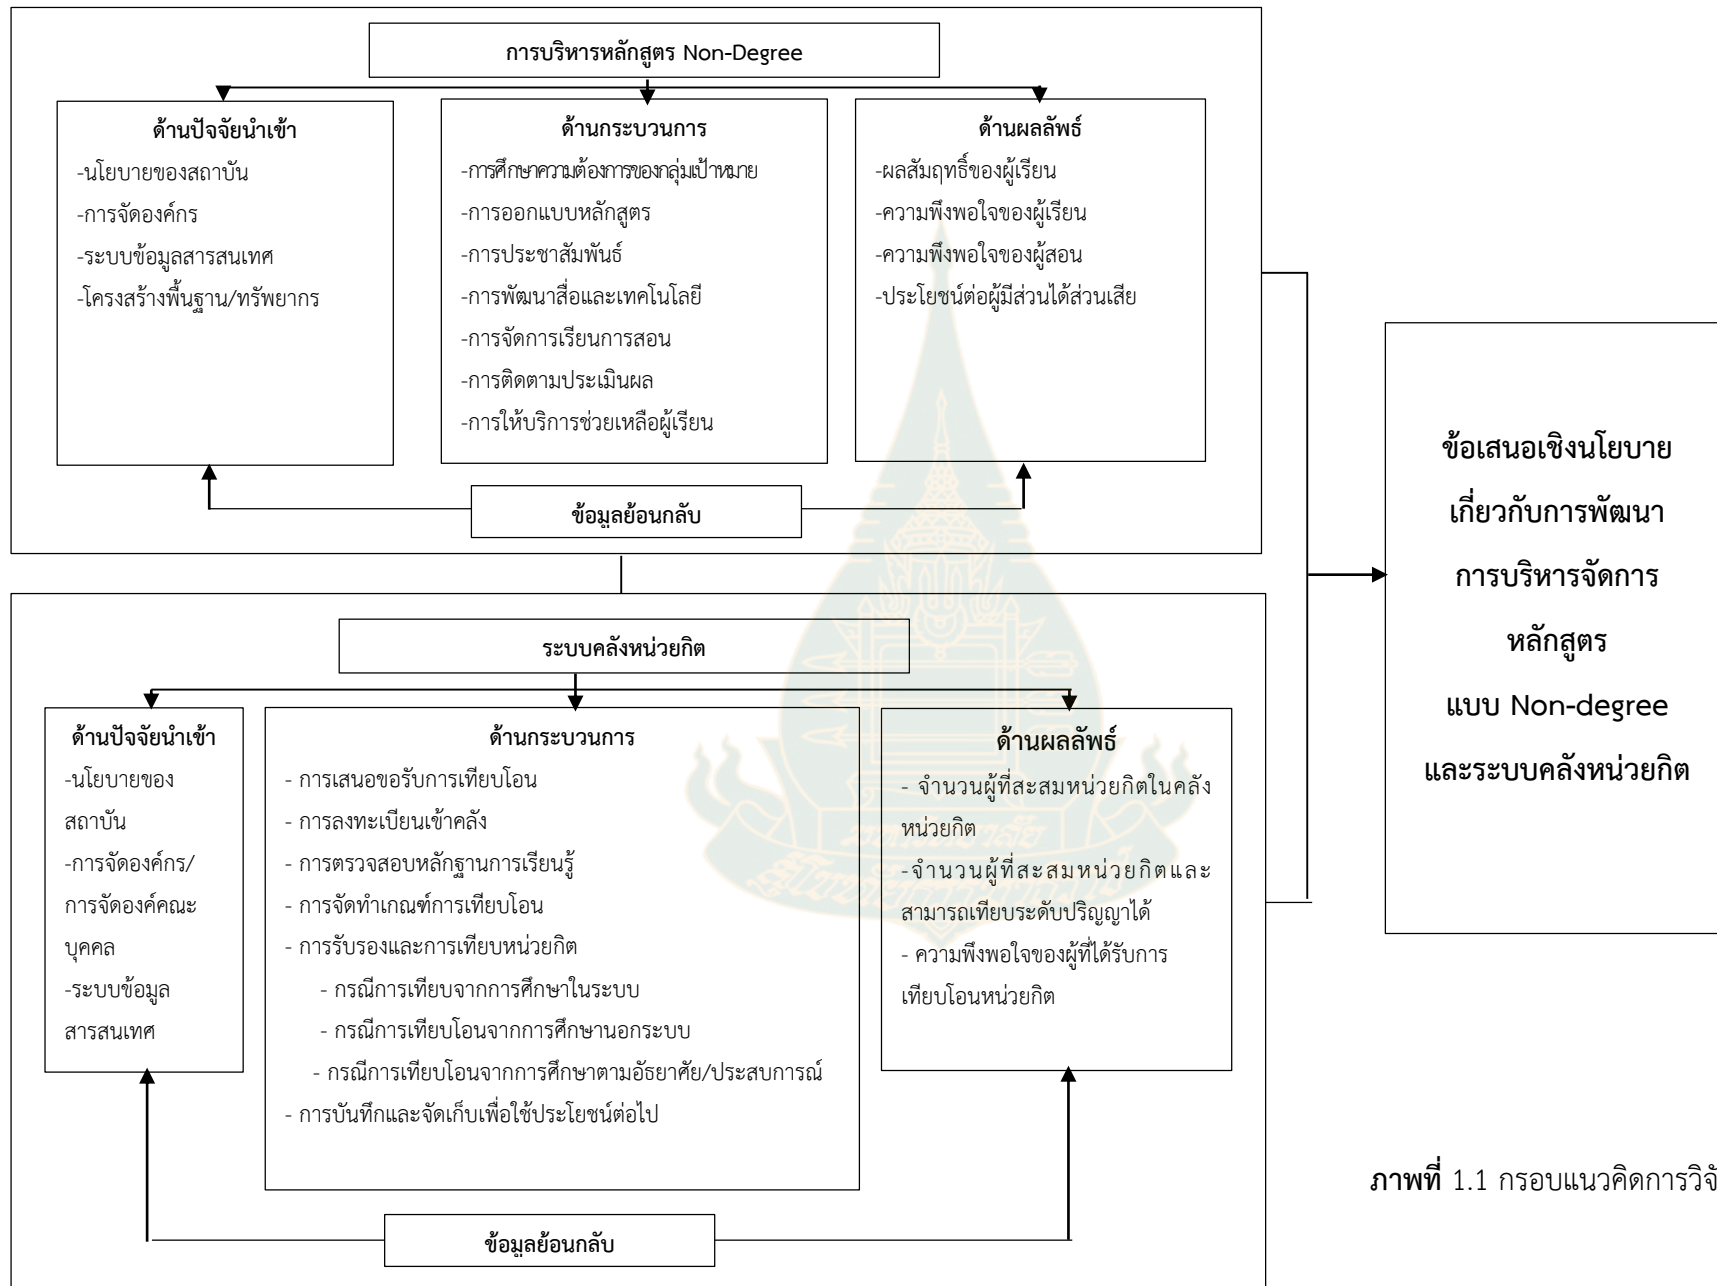 การบริหารหลักสูตร Non-Degree
ด้านปัจจัยนำเข้า
-นโยบายของสถาบัน
-การจัดองค์กร
-ระบบข้อมูลสารสนเทศ
-โครงสร้างพื้นฐาน/ทรัพยากร
ด้านกระบวนการ
-การศึกษาความต้องการของกลุ่มเป้าหมาย
-การออกแบบหลักสูตร
-การประชาสัมพันธ์
-การพัฒนาสื่อและเทคโนโลยี
-การจัดการเรียนการสอน
-การติดตามประเมินผล
-การให้บริการช่วยเหลือผู้เรียน
ด้านผลลัพธ์
-ผลสัมฤทธิ์ของผู้เรียน
-ความพึงพอใจของผู้เรียน
-ความพึงพอใจของผู้สอน
-ประโยชน์ต่อผู้มีส่วนได้ส่วนเสีย
ข้อมูลย้อนกลับ
ระบบคลังหน่วยกิต
ด้านปัจจัยนำเข้า
-นโยบายของ
สถาบัน
-การจัดองค์กร/
การจัดองค์คณะ
บุคคล
-ระบบข้อมูล
สารสนเทศ
ด้านกระบวนการ
- การเสนอขอรับการเทียบโอน
- การลงทะเบียนเข้าคลัง
- การตรวจสอบหลักฐานการเรียนรู้
- การจัดทำเกณฑ์การเทียบโอน
- การรับรองและการเทียบหน่วยกิต
- กรณีการเทียบจากการศึกษาในระบบ
- กรณีการเทียบโอนจากการศึกษานอกระบบ
- กรณีการเทียบโอนจากการศึกษาตามอัธยาศัย/ประสบการณ์
- การบันทึกและจัดเก็บเพื่อใช้ประโยชน์ต่อไป
ด้านผลลัพธ์
- จำนวนผู้ที่สะสมหน่วยกิตในคลัง
หน่วยกิต
-จำนวนผู้ที่สะสมหน่วยกิตและ
สามารถเทียบระดับปริญญาได้
- ความพึงพอใจของผู้ที่ได้รับการ
เทียบโอนหน่วยกิต
ข้อมูลย้อนกลับ
ข้อเสนอเชิงนโยบาย
เกี่ยวกับการพัฒนา
การบริหารจัดการ
หลักสูตร
แบบ Non-degree
และระบบคลังหน่วยกิต
ภาพที่ 1.1 กรอบแนวคิดการวิจั
มหาวิทยาลัย
สุโขทัยธรรมาธิราช